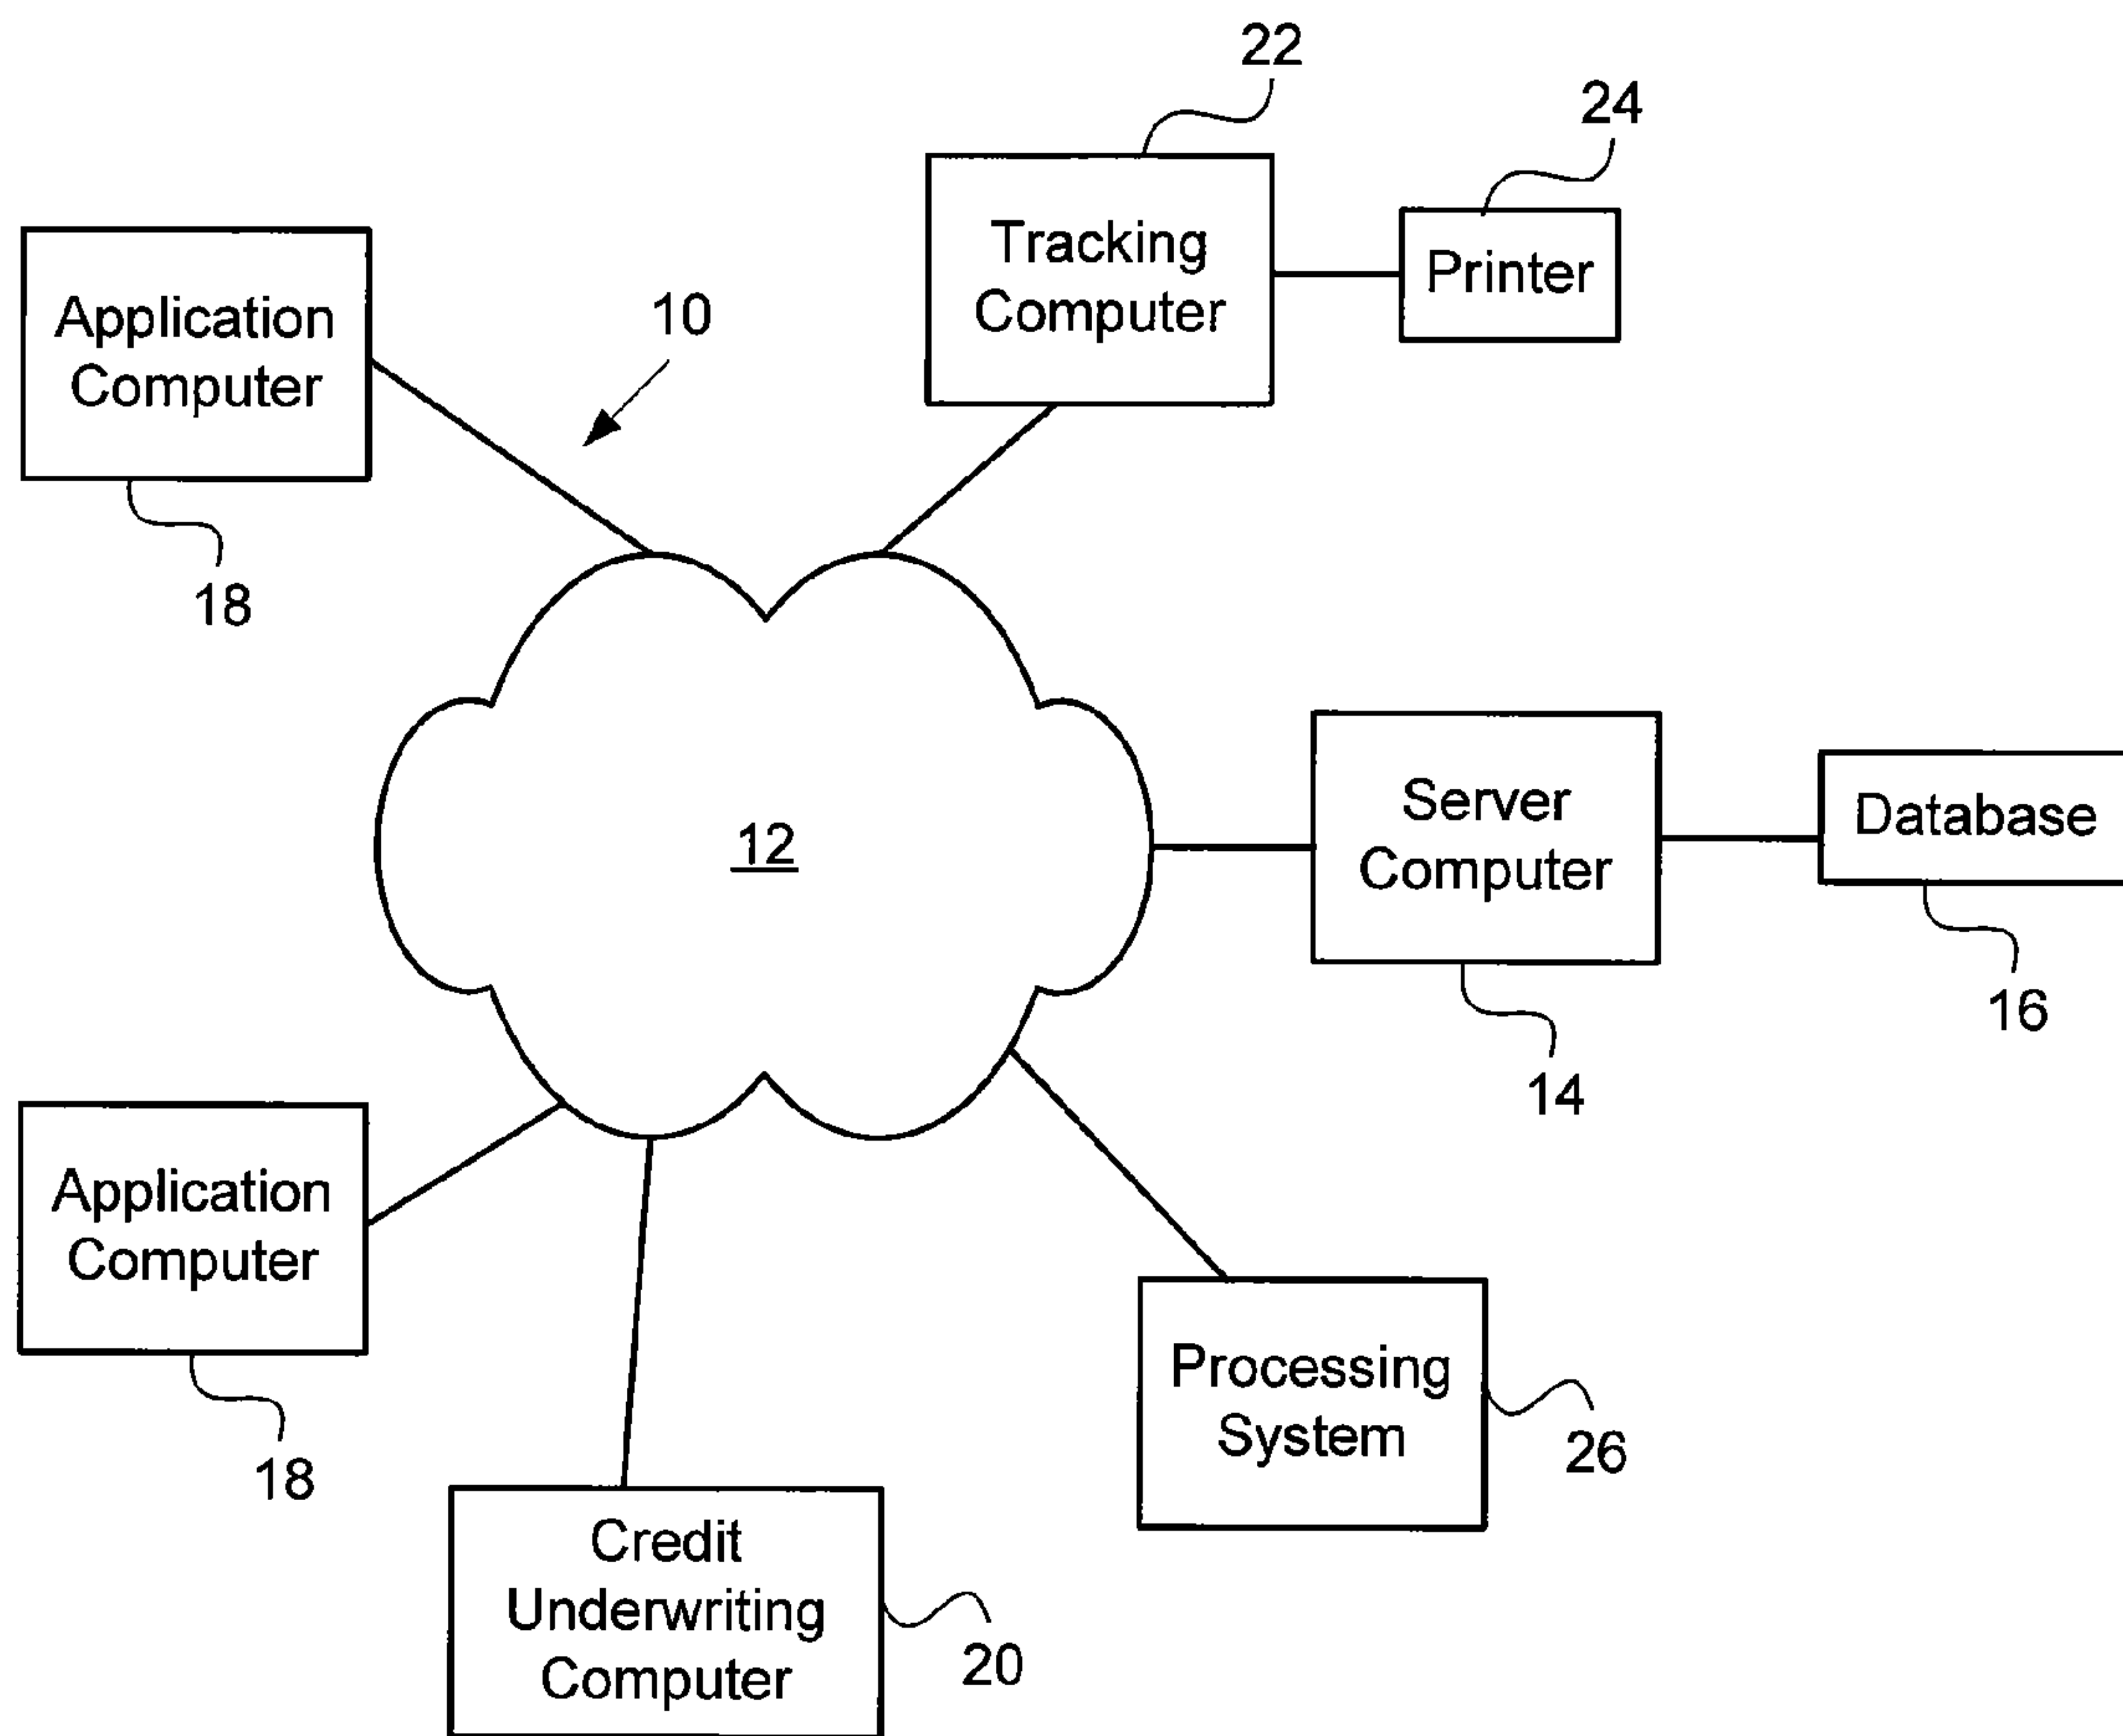 22
24
Tracking
Computer
Printer
Application
Computer
10
18
12
Server
Computer
Database
16
14
Application
Computer
18
Processing
System
26
Credit
Underwriting
Computer
20